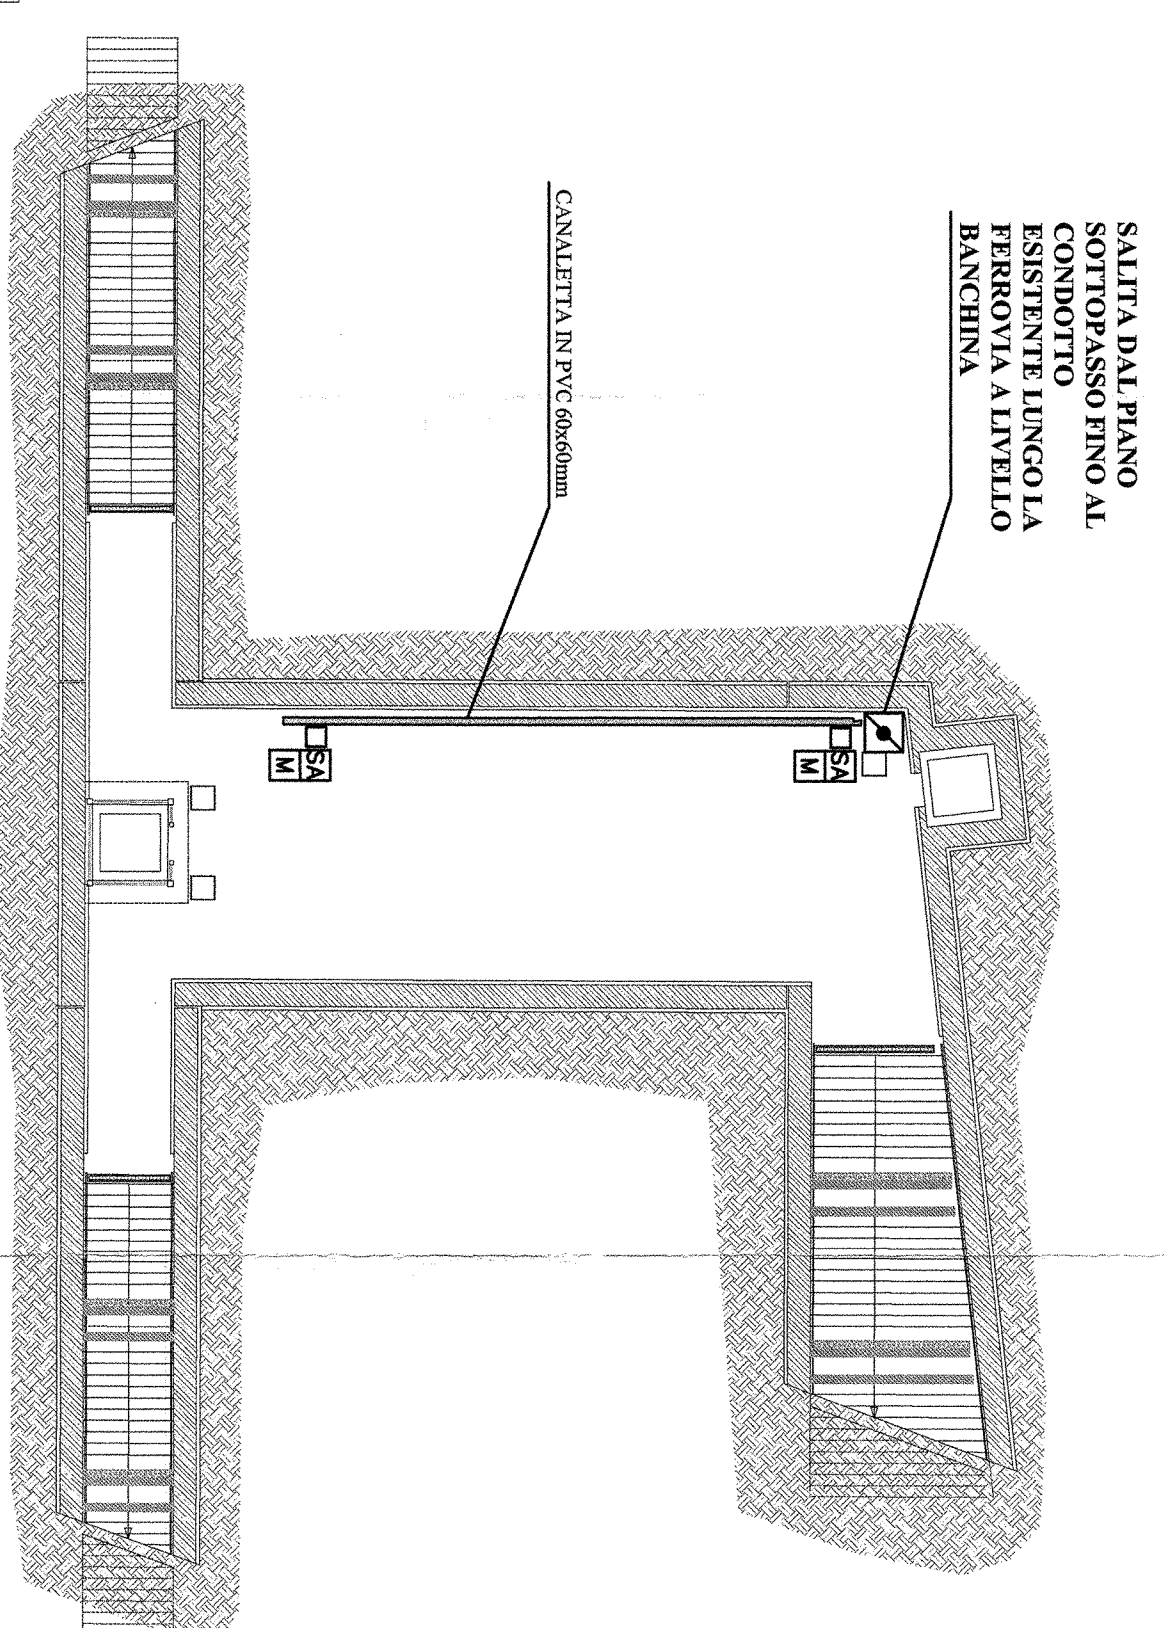 SALITA DAL PIANO
SOTTOPASSO FINO AL
CONDOTTO
ESISTENTE LUNGO LA
FERROVIA A LIVELLO
BANCHINA
CANALETTA IN PVC 60x60mm
SA
M
SA
M